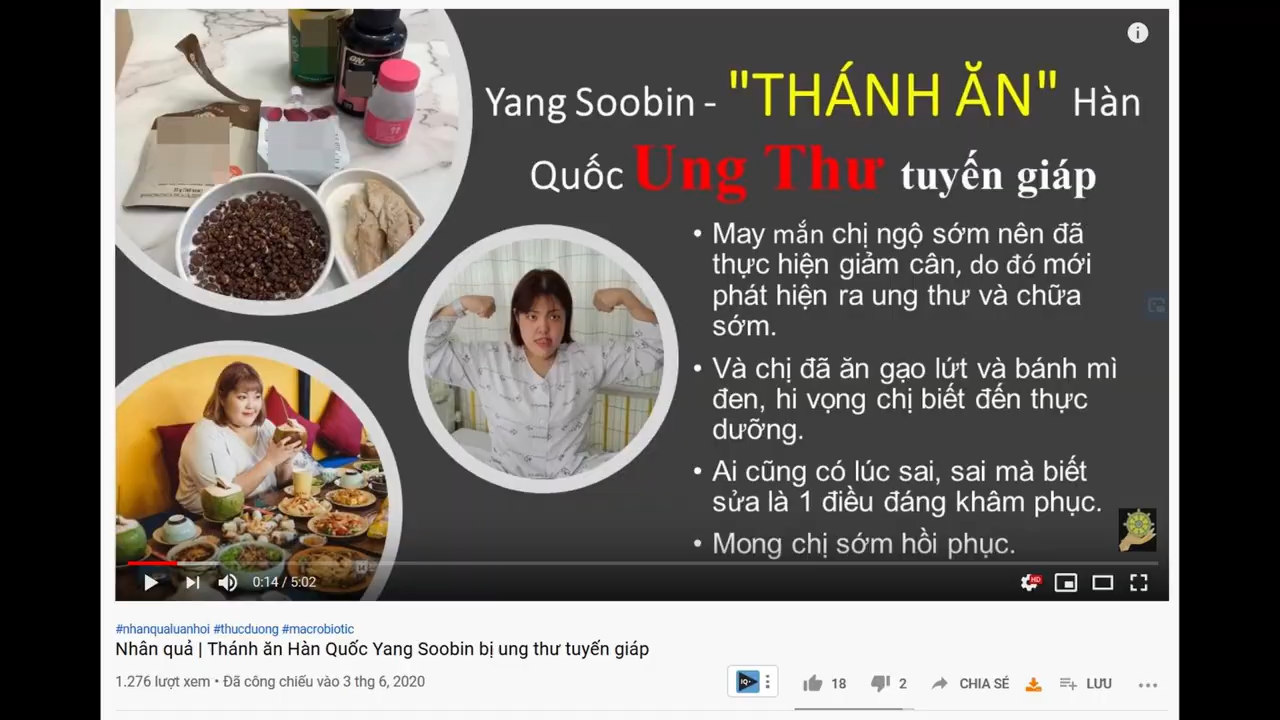 Yang Soobin - "THÁNH ĂN" Hàn
Quốc Ung Thư tuyến giáp
• May mắn chị ngộ sớm nên đã
thực hiện giảm cân, do đó mới
phát hiện ra ung thư và chữa
sớm.
• Và chị đã ăn gạo lứt và bánh mì
đen, hi vọng chị biết đến thực
dưỡng.
• Ai cũng có lúc sai, sai mà biết
sửa là 1 điều đáng khâm phục.
• Mong chị sớm hồi phục.
0:14 / 5:02
HD
#nhanqualuanhoi #thucduong #macrobiotic
Nhân quả | Thánh ăn Hàn Quốc Yang Soobin bị ung thư tuyến giáp
1.276 lượt xem • Đã công chiếu vào 3 thg 6, 2020
IQ
18
2
CHIA SẺ
LƯU